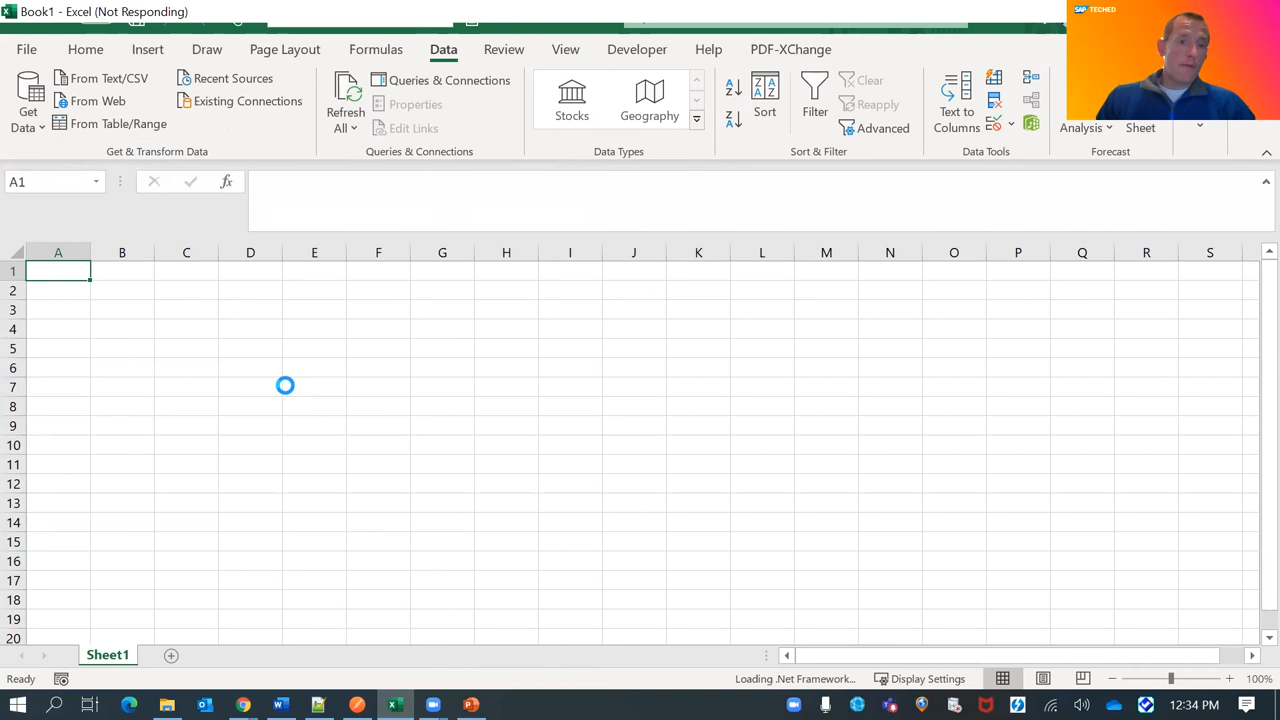 Book1 - Excel (Not Responding)
SAP TECHED
File Home Insert Draw Page Layout Formulas Data Review View Developer Help PDF-XChange
Get Data
From Text/CSV
From Web
From Table/Range
Recent Sources
Existing Connections
Get & Transform Data
Refresh All
Queries & Connections
Properties
Edit Links
Queries & Connections
Stocks
Geography
Data Types
Sort
Filter
Clear
Reapply
Advanced
Sort & Filter
Text to Columns
Data Tools
Analysis
Sheet
Forecast
A1
fx
A B C D E F G H I J K L M N O P Q R S
1
2
3
4
5
6
7
8
9
10
11
12
13
14
15
16
17
18
19
20
Sheet1
Ready
Loading .Net Framework...
Display Settings
100%
12:34 PM